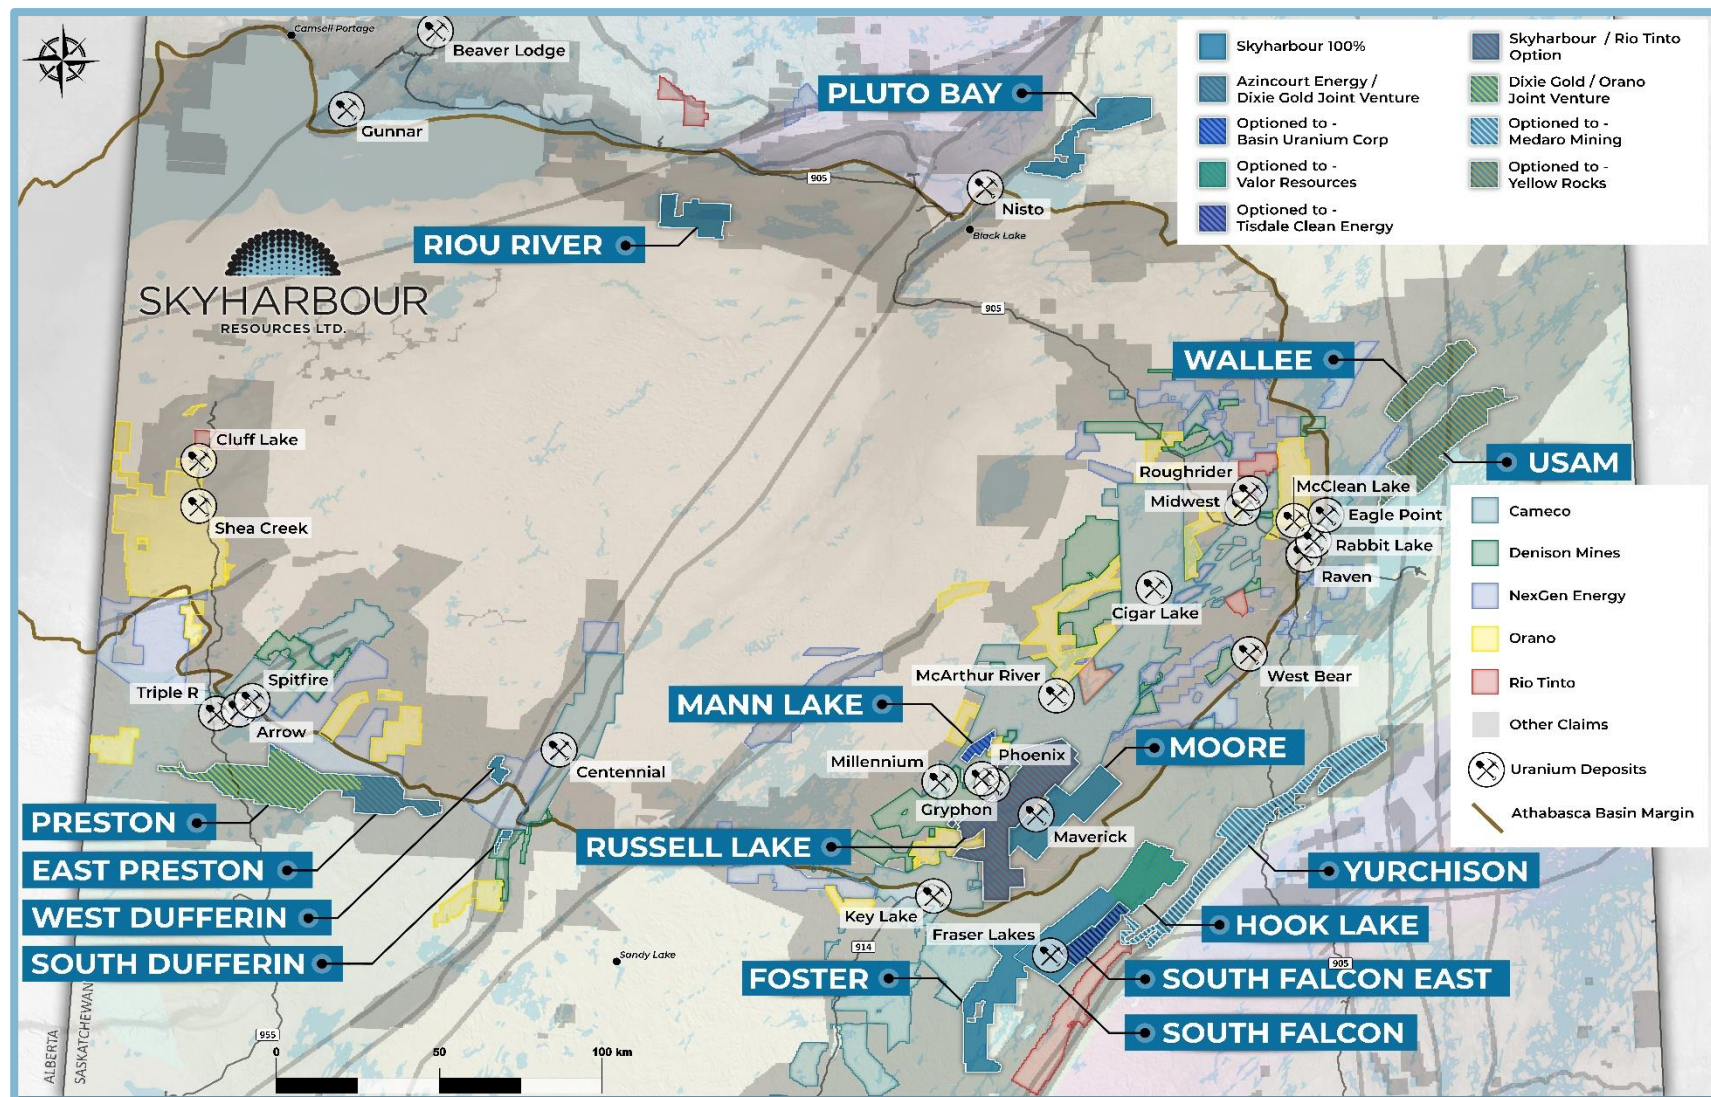 Camsell Portage
Beaver Lodge
Gunnar
PLUTO BAY
905
Nisto
Black Lake
RIOU RIVER
905
SKYHARBOUR
RESOURCES LTD.
Skyharbour 100%
Azincourt Energy /
Dixie Gold Joint Venture
Optioned to -
Basin Uranium Corp
Optioned to -
Valor Resources
Optioned to -
Tisdale Clean Energy
Skyharbour / Rio Tinto
Option
Dixie Gold / Orano
Joint Venture
Optioned to -
Medaro Mining
Optioned to -
Yellow Rocks
WALLEE
USAM
Cluff Lake
Shea Creek
Roughrider
Midwest
McClean Lake
Eagle Point
Rabbit Lake
Raven
Cigar Lake
West Bear
McArthur River
Triple R
Spitfire
Arrow
MANN LAKE
MOORE
Centennial
Millennium
Phoenix
Gryphon
Maverick
PRESTON
EAST PRESTON
WEST DUFFERIN
SOUTH DUFFERIN
RUSSELL LAKE
YURCHISON
Key Lake
HOOK LAKE
Fraser Lakes
914
Sandy Lake
FOSTER
905
SOUTH FALCON EAST
SOUTH FALCON
Cameco
Denison Mines
NexGen Energy
Orano
Rio Tinto
Other Claims
Uranium Deposits
Athabasca Basin Margin
ALBERTA
SASKATCHEWAN
955
0
50
100 km